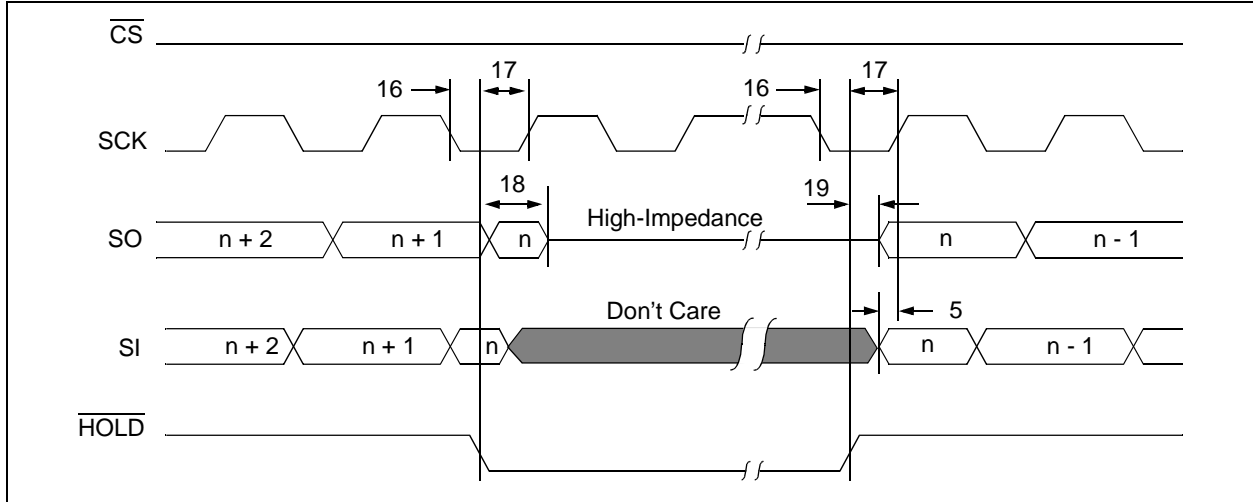 CS
16 17 16 17
SCK
18 19
High-Impedance
SO n + 2 n + 1 n n n - 1
Don't Care 5
SI n + 2 n + 1 n n n - 1
HOLD